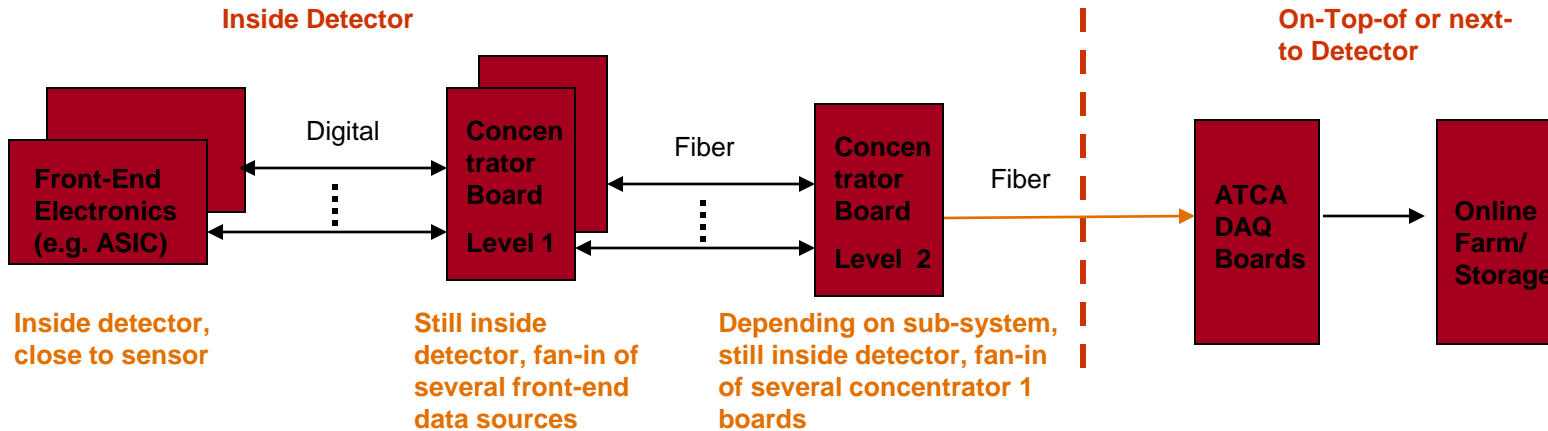 Inside Detector
On-Top-of or next-
to Detector
Digital
Fiber
Fiber
Front-End
Electronics
(e.g. ASIC)
Concen
trator
Board
Level 1
Concen
trator
Board
Level 2
ATCA
DAQ
Boards
Online
Farm/
Storage
Inside detector,
close to sensor
Still inside
detector, fan-in of
several front-end
data sources
Depending on sub-system,
still inside detector, fan-in
of several concentrator 1
boards